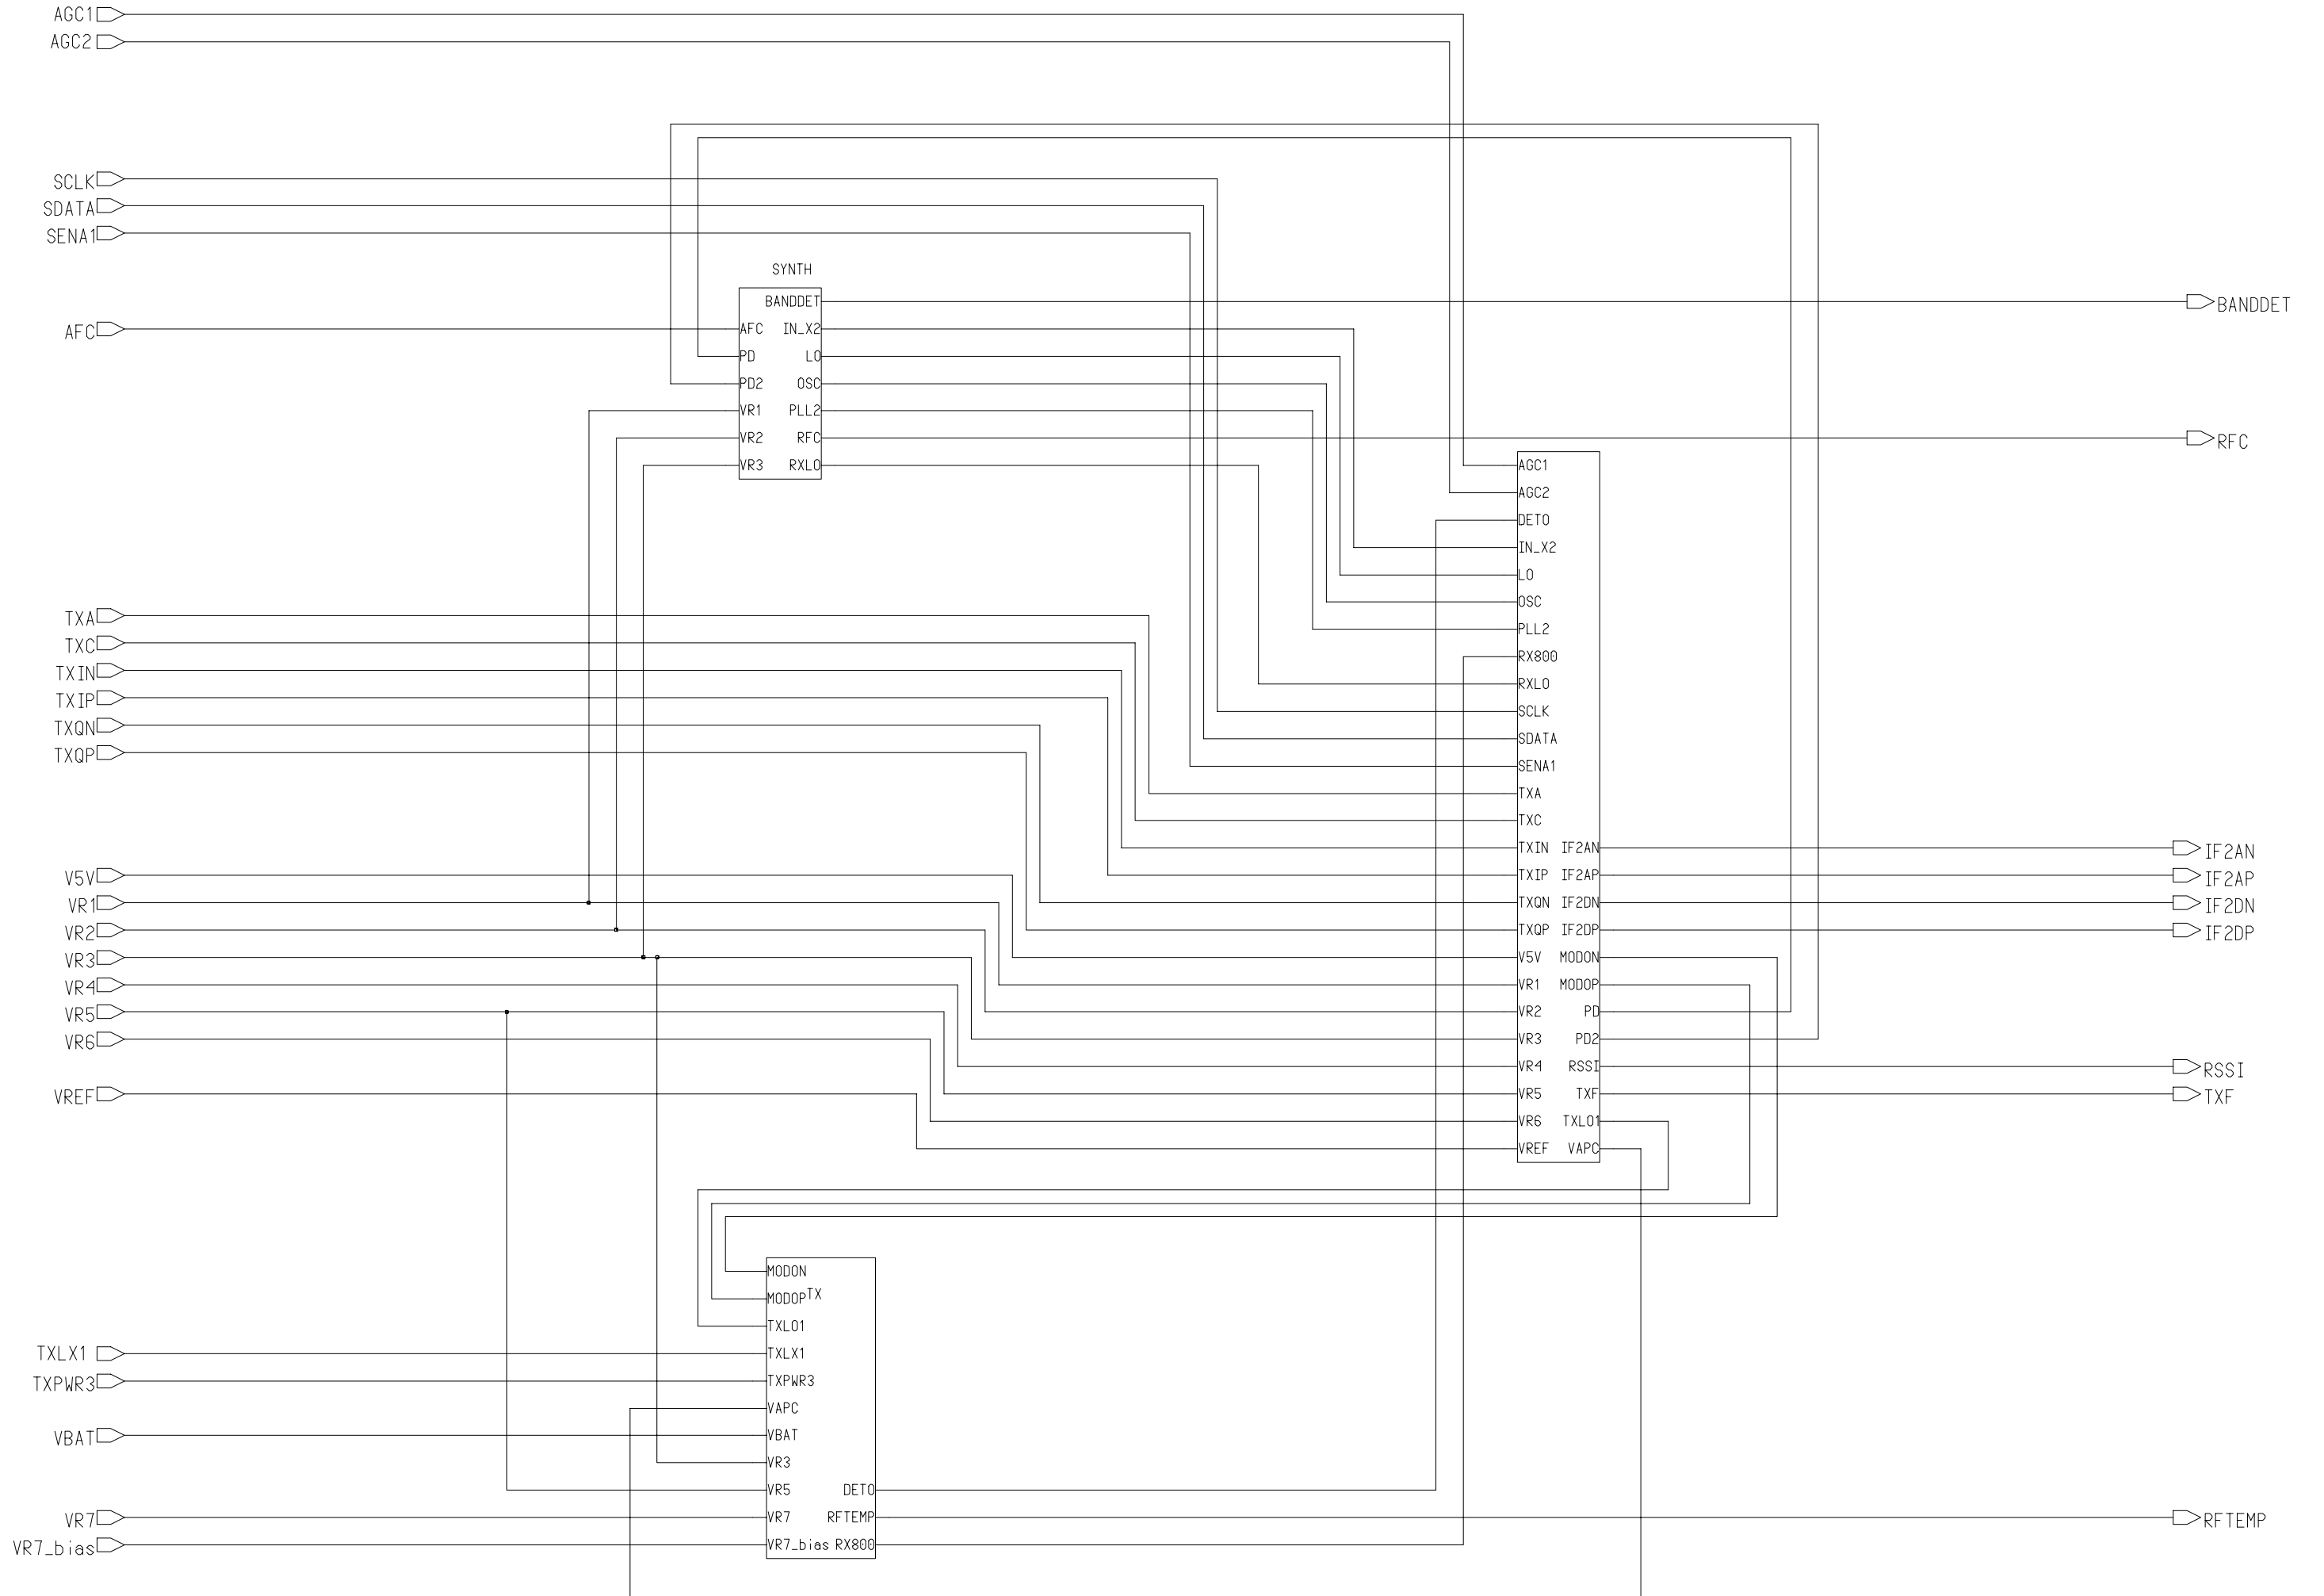 AGC1
AGC2
SCLK
SDATA
SENA1
SYNTH
BANDDET
BANDDET
AFC
AFC IN_X2
PD LO
PD2 OSC
VR1 PLL2
VR2 RFC
RFC
VR3 RXLO
AGC1
AGC2
DETO
IN_X2
LO
OSC
PLL2
RX800
RXLO
SCLK
SDATA
SENA1
TXA
TXC
TXIN IF2AN
TXIP IF2AP
TXQN IF2DN
TXQP IF2DP
V5V MODON
VR1 MODOP
VR2 PD
VR3 PD2
VR4 RSSI
VR5 TXF
VR6 TXLO1
VREF VAPC
TXA
TXC
TXIN
TXIP
TXQN
TXQP
V5V
VR1
VR2
VR3
VR4
VR5
VR6
VREF
IF2AN
IF2AP
IF2DN
IF2DP
RSSI
TXF
MODON
MODOP TX
TXLO1
TXLX1
TXPWR3
VAPC
VBAT
VR3
VR5 DETO
VR7 RFTEMP
VR7_bias RX800
TXLX1
TXPWR3
VBAT
VR7
VR7_bias
RFTEMP